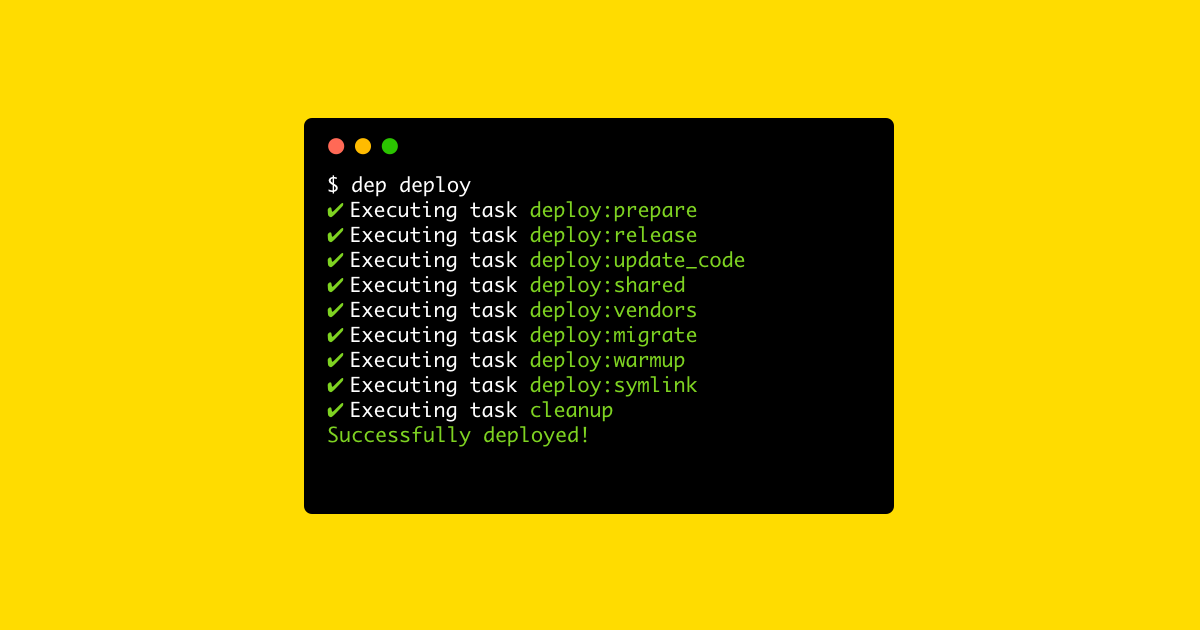 $ dep deploy
✔ Executing task deploy:prepare
✔ Executing task deploy:release
✔ Executing task deploy:update_code
✔ Executing task deploy:shared
✔ Executing task deploy:vendors
✔ Executing task deploy:migrate
✔ Executing task deploy:warmup
✔ Executing task deploy:symlink
✔ Executing task cleanup
Successfully deployed!